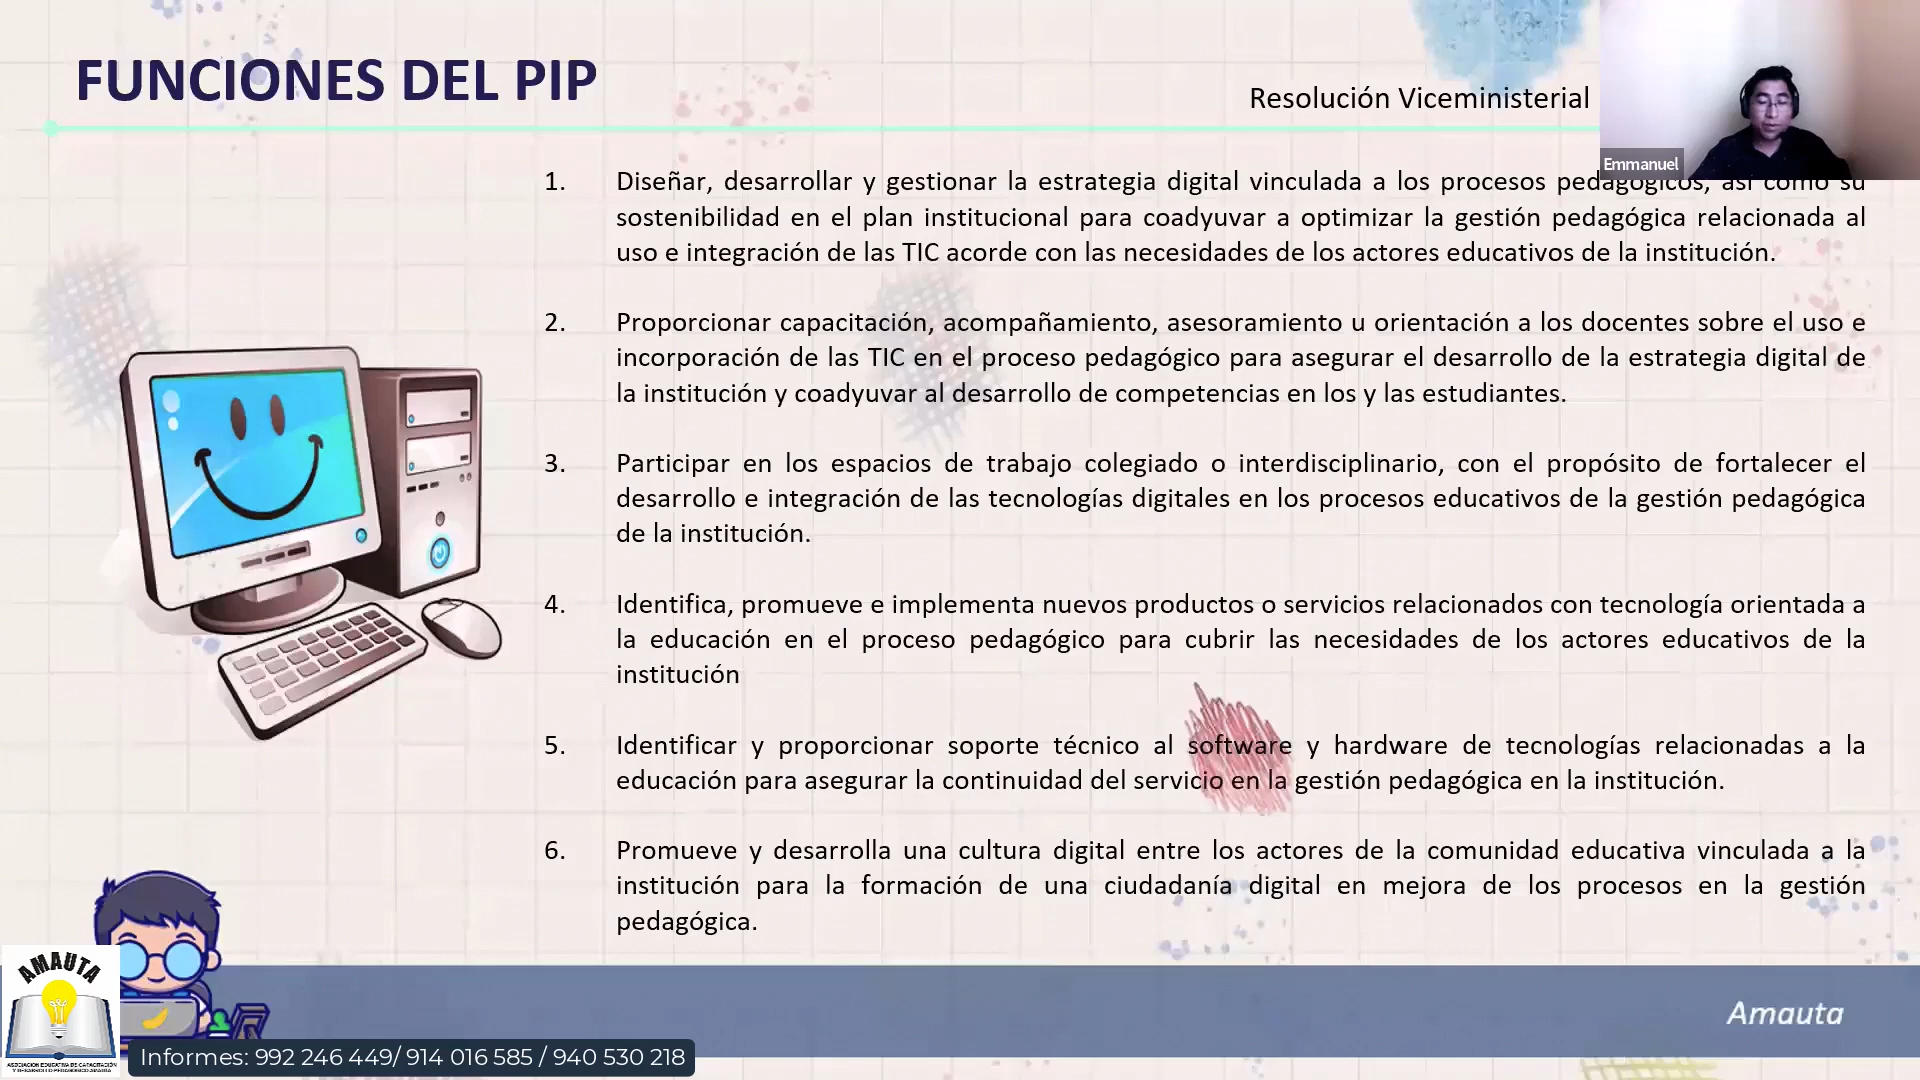 FUNCIONES DEL PIP
Resolución Viceministerial
Emmanuel
1. Diseñar, desarrollar y gestionar la estrategia digital vinculada a los procesos pedagógicos, así como su
sostenibilidad en el plan institucional para coadyuvar a optimizar la gestión pedagógica relacionada al
uso e integración de las TIC acorde con las necesidades de los actores educativos de la institución.
2. Proporcionar capacitación, acompañamiento, asesoramiento u orientación a los docentes sobre el uso e
incorporación de las TIC en el proceso pedagógico para asegurar el desarrollo de la estrategia digital de
la institución y coadyuvar al desarrollo de competencias en los y las estudiantes.
3. Participar en los espacios de trabajo colegiado o interdisciplinario, con el propósito de fortalecer el
desarrollo e integración de las tecnologías digitales en los procesos educativos de la gestión pedagógica
de la institución.
4. Identifica, promueve e implementa nuevos productos o servicios relacionados con tecnología orientada a
la educación en el proceso pedagógico para cubrir las necesidades de los actores educativos de la
institución
5. Identificar y proporcionar soporte técnico al software y hardware de tecnologías relacionadas a la
educación para asegurar la continuidad del servicio en la gestión pedagógica en la institución.
6. Promueve y desarrolla una cultura digital entre los actores de la comunidad educativa vinculada a la
institución para la formación de una ciudadanía digital en mejora de los procesos en la gestión
pedagógica.
AMAUTA
ASOCIACION EDUCATIVA DE CAPACITACIÓN
Y DESARROLLO PEDAGOGICO AMAUTA
Amauta
Informes: 992 246 449/ 914 016 585 / 940 530 218